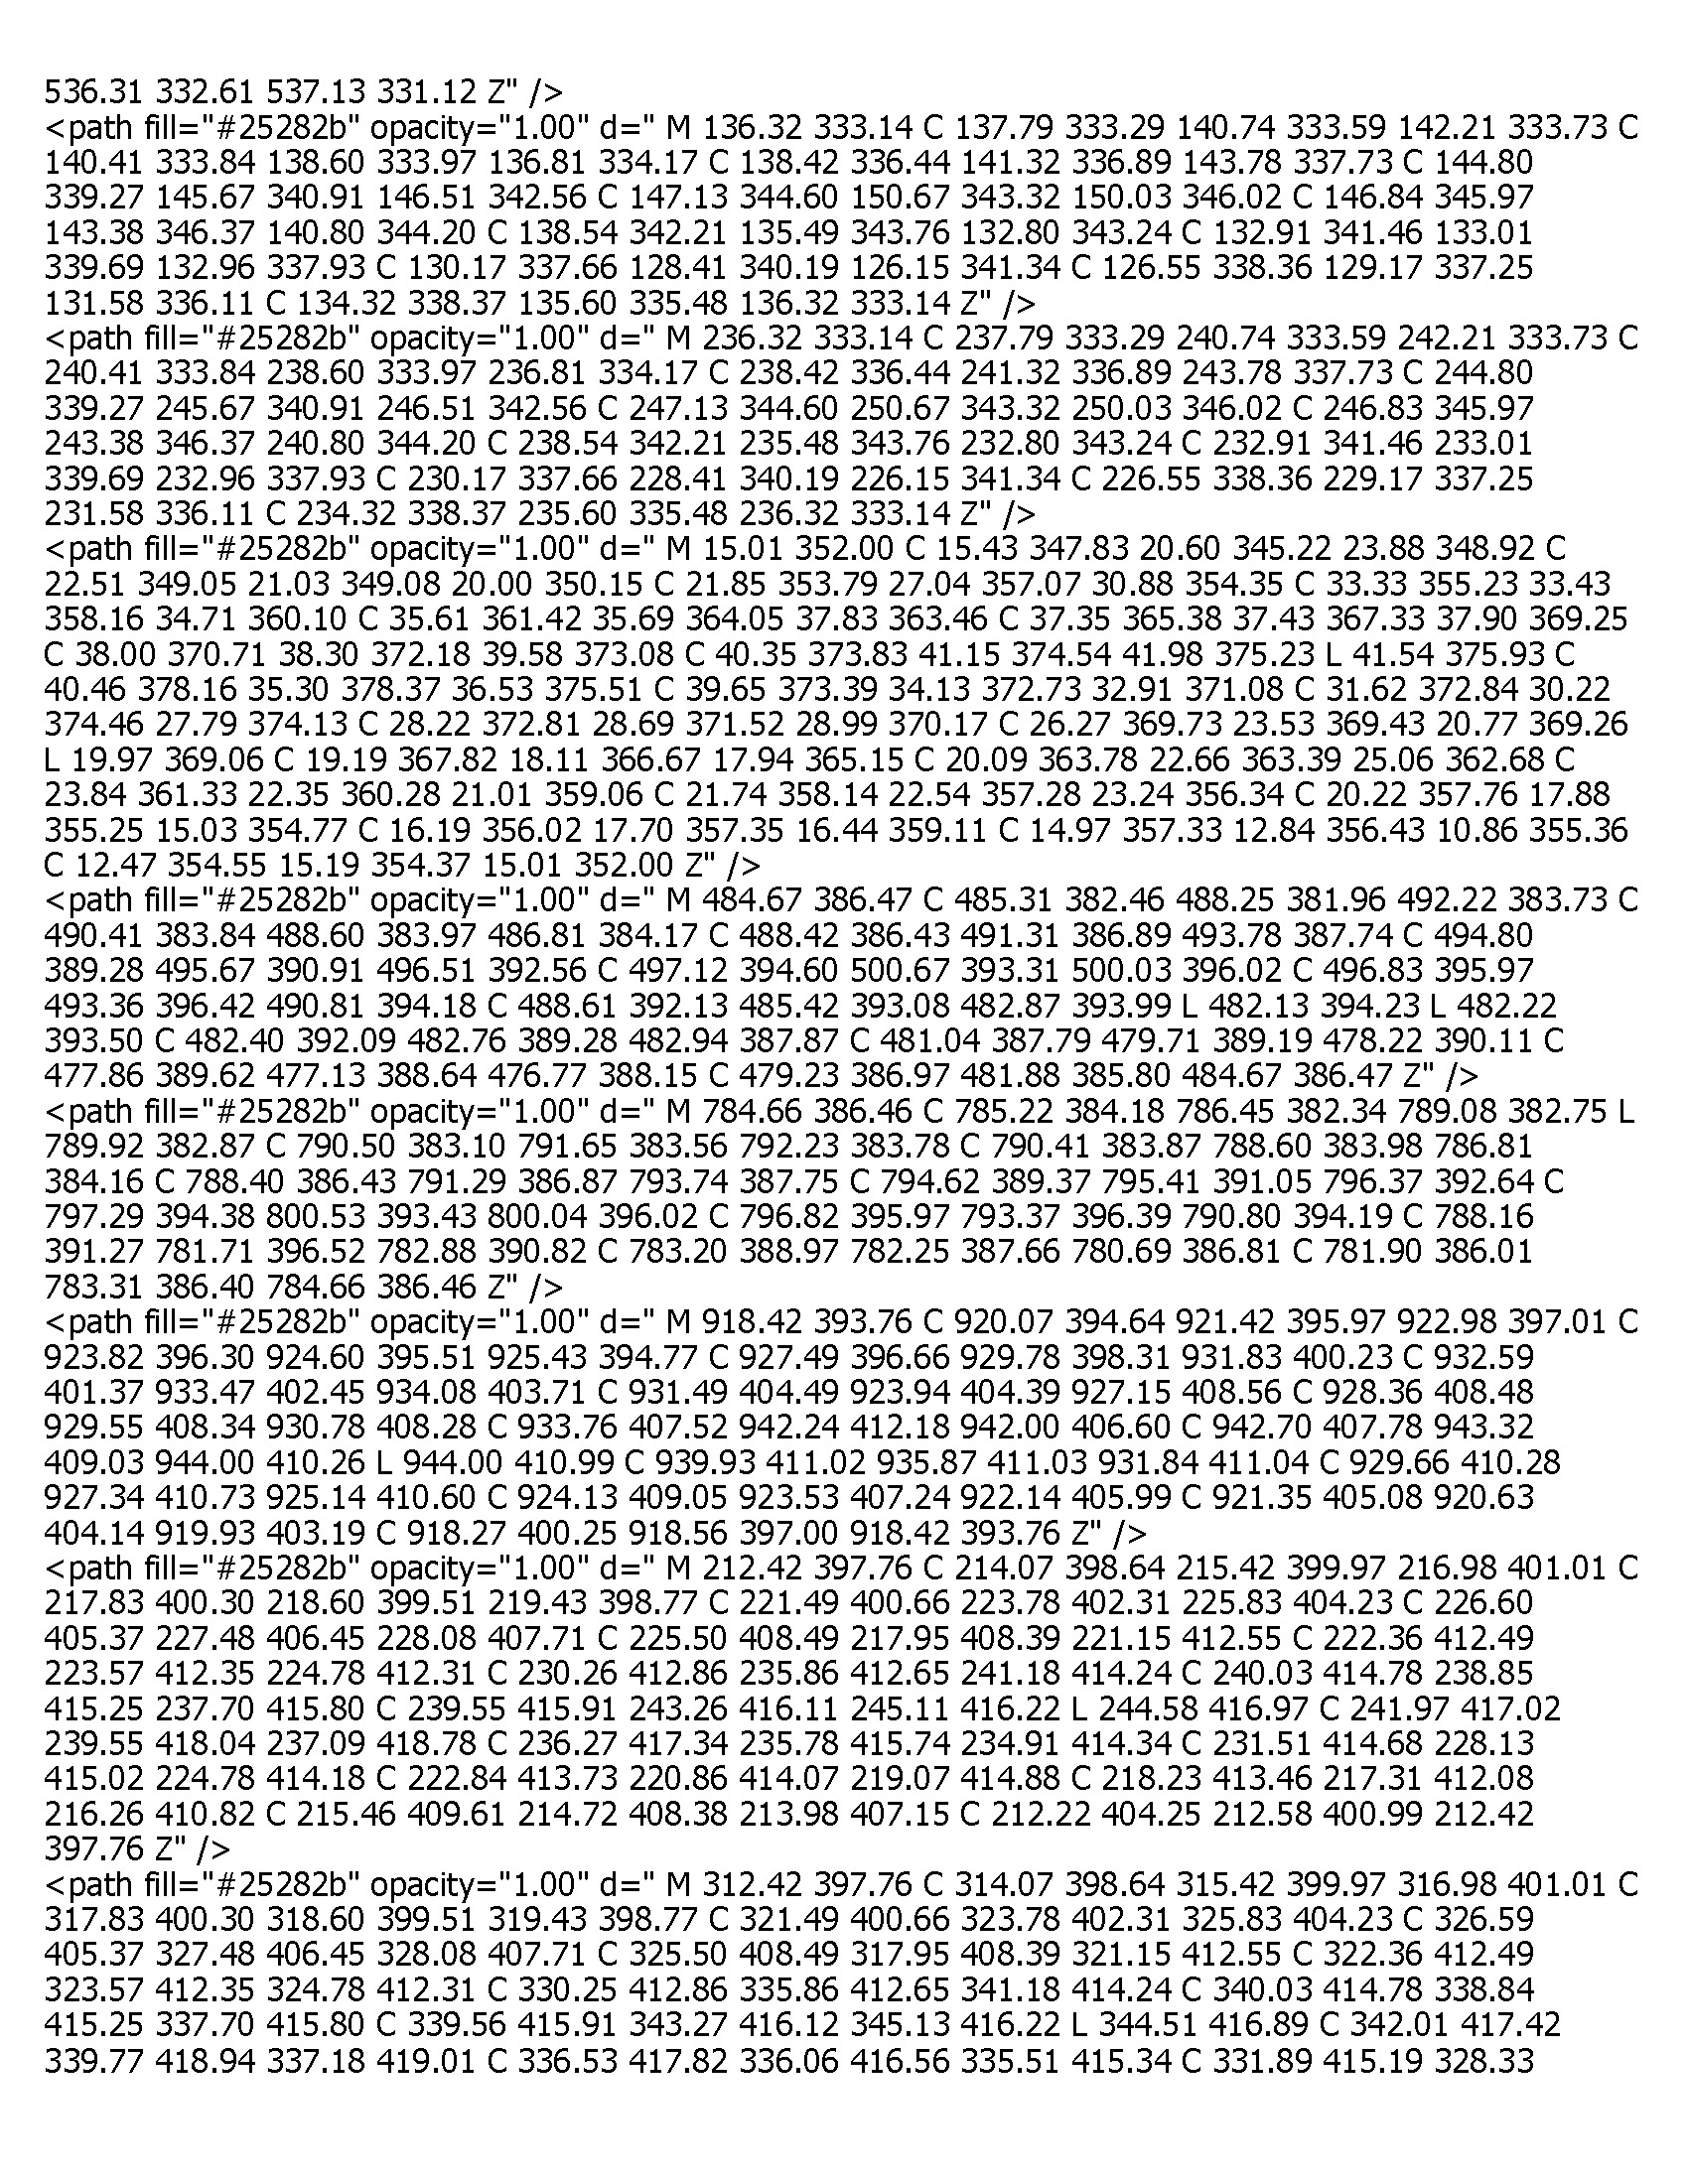 536.31 332.61 537.13 331.12 Z" />
<path fill="#25282b" opacity="1.00" d=" M 136.32 333.14 C 137.79 333.29 140.74 333.59 142.21 333.73 C
140.41 333.84 138.60 333.97 136.81 334.17 C 138.42 336.44 141.32 336.89 143.78 337.73 C 144.80
339.27 145.67 340.91 146.51 342.56 C 147.13 344.60 150.67 343.32 150.03 346.02 C 146.84 345.97
143.38 346.37 140.80 344.20 C 138.54 342.21 135.49 343.76 132.80 343.24 C 132.91 341.46 133.01
339.69 132.96 337.93 C 130.17 337.66 128.41 340.19 126.15 341.34 C 126.55 338.36 129.17 337.25
131.58 336.11 C 134.32 338.37 135.60 335.48 136.32 333.14 Z" />
<path fill="#25282b" opacity="1.00" d=" M 236.32 333.14 C 237.79 333.29 240.74 333.59 242.21 333.73 C
240.41 333.84 238.60 333.97 236.81 334.17 C 238.42 336.44 241.32 336.89 243.78 337.73 C 244.80
339.27 245.67 340.91 246.51 342.56 C 247.13 344.60 250.67 343.32 250.03 346.02 C 246.83 345.97
243.38 346.37 240.80 344.20 C 238.54 342.21 235.48 343.76 232.80 343.24 C 232.91 341.46 233.01
339.69 232.96 337.93 C 230.17 337.66 228.41 340.19 226.15 341.34 C 226.55 338.36 229.17 337.25
231.58 336.11 C 234.32 338.37 235.60 335.48 236.32 333.14 Z" />
<path fill="#25282b" opacity="1.00" d=" M 15.01 352.00 C 15.43 347.83 20.60 345.22 23.88 348.92 C
22.51 349.05 21.03 349.08 20.00 350.15 C 21.85 353.79 27.04 357.07 30.88 354.35 C 33.33 355.23 33.43
358.16 34.71 360.10 C 35.61 361.42 35.69 364.05 37.83 363.46 C 37.35 365.38 37.43 367.33 37.90 369.25
C 38.00 370.71 38.30 372.18 39.58 373.08 C 40.35 373.83 41.15 374.54 41.98 375.23 L 41.54 375.93 C
40.46 378.16 35.30 378.37 36.53 375.51 C 39.65 373.39 34.13 372.73 32.91 371.08 C 31.62 372.84 30.22
374.46 27.79 374.13 C 28.22 372.81 28.69 371.52 28.99 370.17 C 26.27 369.73 23.53 369.43 20.77 369.26
L 19.97 369.06 C 19.19 367.82 18.11 366.67 17.94 365.15 C 20.09 363.78 22.66 363.39 25.06 362.68 C
23.84 361.33 22.35 360.28 21.01 359.06 C 21.74 358.14 22.54 357.28 23.24 356.34 C 20.22 357.76 17.88
355.25 15.03 354.77 C 16.19 356.02 17.70 357.35 16.44 359.11 C 14.97 357.33 12.84 356.43 10.86 355.36
C 12.47 354.55 15.19 354.37 15.01 352.00 Z" />
<path fill="#25282b" opacity="1.00" d=" M 484.67 386.47 C 485.31 382.46 488.25 381.96 492.22 383.73 C
490.41 383.84 488.60 383.97 486.81 384.17 C 488.42 386.43 491.31 386.89 493.78 387.74 C 494.80
389.28 495.67 390.91 496.51 392.56 C 497.12 394.60 500.67 393.31 500.03 396.02 C 496.83 395.97
493.36 396.42 490.81 394.18 C 488.61 392.13 485.42 393.08 482.87 393.99 L 482.13 394.23 L 482.22
393.50 C 482.40 392.09 482.76 389.28 482.94 387.87 C 481.04 387.79 479.71 389.19 478.22 390.11 C
477.86 389.62 477.13 388.64 476.77 388.15 C 479.23 386.97 481.88 385.80 484.67 386.47 Z" />
<path fill="#25282b" opacity="1.00" d=" M 784.66 386.46 C 785.22 384.18 786.45 382.34 789.08 382.75 L
789.92 382.87 C 790.50 383.10 791.65 383.56 792.23 383.78 C 790.41 383.87 788.60 383.98 786.81
384.16 C 788.40 386.43 791.29 386.87 793.74 387.75 C 794.62 389.37 795.41 391.05 796.37 392.64 C
797.29 394.38 800.53 393.43 800.04 396.02 C 796.82 395.97 793.37 396.39 790.80 394.19 C 788.16
391.27 781.71 396.52 782.88 390.82 C 783.20 388.97 782.25 387.66 780.69 386.81 C 781.90 386.01
783.31 386.40 784.66 386.46 Z" />
<path fill="#25282b" opacity="1.00" d=" M 918.42 393.76 C 920.07 394.64 921.42 395.97 922.98 397.01 C
923.82 396.30 924.60 395.51 925.43 394.77 C 927.49 396.66 929.78 398.31 931.83 400.23 C 932.59
401.37 933.47 402.45 934.08 403.71 C 931.49 404.49 923.94 404.39 927.15 408.56 C 928.36 408.48
929.55 408.34 930.78 408.28 C 933.76 407.52 942.24 412.18 942.00 406.60 C 942.70 407.78 943.32
409.03 944.00 410.26 L 944.00 410.99 C 939.93 411.02 935.87 411.03 931.84 411.04 C 929.66 410.28
927.34 410.73 925.14 410.60 C 924.13 409.05 923.53 407.24 922.14 405.99 C 921.35 405.08 920.63
404.14 919.93 403.19 C 918.27 400.25 918.56 397.00 918.42 393.76 Z" />
<path fill="#25282b" opacity="1.00" d=" M 212.42 397.76 C 214.07 398.64 215.42 399.97 216.98 401.01 C
217.83 400.30 218.60 399.51 219.43 398.77 C 221.49 400.66 223.78 402.31 225.83 404.23 C 226.60
405.37 227.48 406.45 228.08 407.71 C 225.50 408.49 217.95 408.39 221.15 412.55 C 222.36 412.49
223.57 412.35 224.78 412.31 C 230.26 412.86 235.86 412.65 241.18 414.24 C 240.03 414.78 238.85
415.25 237.70 415.80 C 239.55 415.91 243.26 416.11 245.11 416.22 L 244.58 416.97 C 241.97 417.02
239.55 418.04 237.09 418.78 C 236.27 417.34 235.78 415.74 234.91 414.34 C 231.51 414.68 228.13
415.02 224.78 414.18 C 222.84 413.73 220.86 414.07 219.07 414.88 C 218.23 413.46 217.31 412.08
216.26 410.82 C 215.46 409.61 214.72 408.38 213.98 407.15 C 212.22 404.25 212.58 400.99 212.42
397.76 Z" />
<path fill="#25282b" opacity="1.00" d=" M 312.42 397.76 C 314.07 398.64 315.42 399.97 316.98 401.01 C
317.83 400.30 318.60 399.51 319.43 398.77 C 321.49 400.66 323.78 402.31 325.83 404.23 C 326.59
405.37 327.48 406.45 328.08 407.71 C 325.50 408.49 317.95 408.39 321.15 412.55 C 322.36 412.49
323.57 412.35 324.78 412.31 C 330.25 412.86 335.86 412.65 341.18 414.24 C 340.03 414.78 338.84
415.25 337.70 415.80 C 339.56 415.91 343.27 416.12 345.13 416.22 L 344.51 416.89 C 342.01 417.42
339.77 418.94 337.18 419.01 C 336.53 417.82 336.06 416.56 335.51 415.34 C 331.89 415.19 328.33